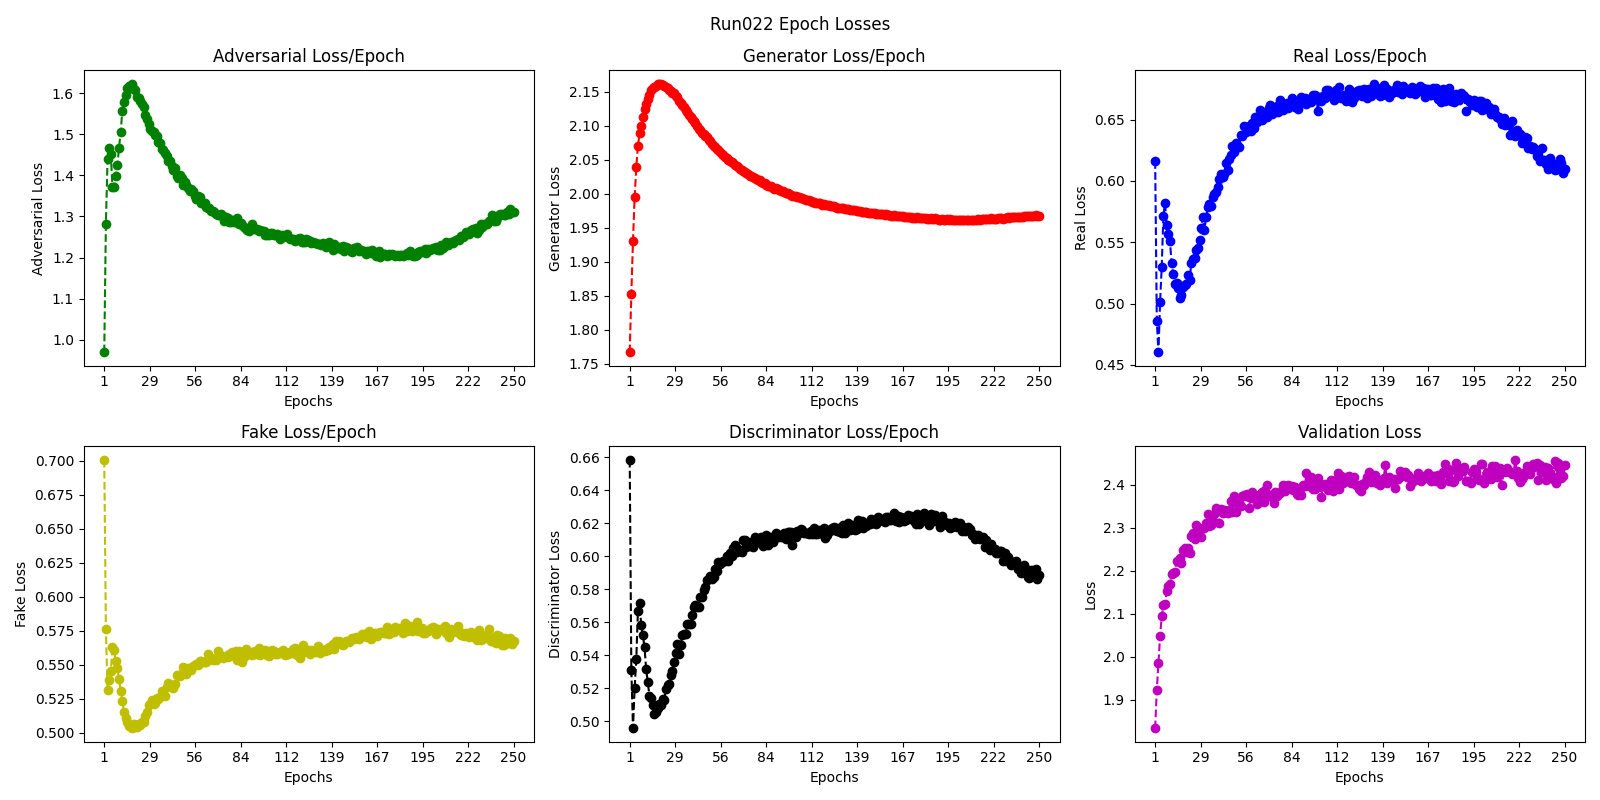 Run022 Epoch Losses
Adversarial Loss/Epoch
Adversarial Loss
1.6
1.5
1.4
1.3
1.2
1.1
1.0
1 29 56 84 112 139 167 195 222 250
Epochs
Generator Loss/Epoch
Generator Loss
2.15
2.10
2.05
2.00
1.95
1.90
1.85
1.80
1.75
1 29 56 84 112 139 167 195 222 250
Epochs
Real Loss/Epoch
Real Loss
0.65
0.60
0.55
0.50
0.45
1 29 56 84 112 139 167 195 222 250
Epochs
Fake Loss/Epoch
Fake Loss
0.700
0.675
0.650
0.625
0.600
0.575
0.550
0.525
0.500
1 29 56 84 112 139 167 195 222 250
Epochs
Discriminator Loss/Epoch
Discriminator Loss
0.66
0.64
0.62
0.60
0.58
0.56
0.54
0.52
0.50
1 29 56 84 112 139 167 195 222 250
Epochs
Validation Loss
Loss
2.4
2.3
2.2
2.1
2.0
1.9
1 29 56 84 112 139 167 195 222 250
Epochs